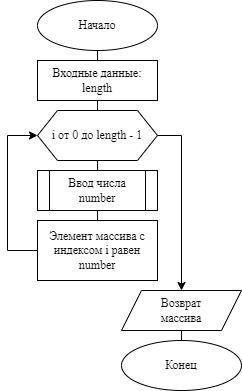 Начало
Входные данные:
length
i от 0 до length - 1
Ввод числа
number
Элемент массива с
индексом i равен
number
Возврат
массива
Конец